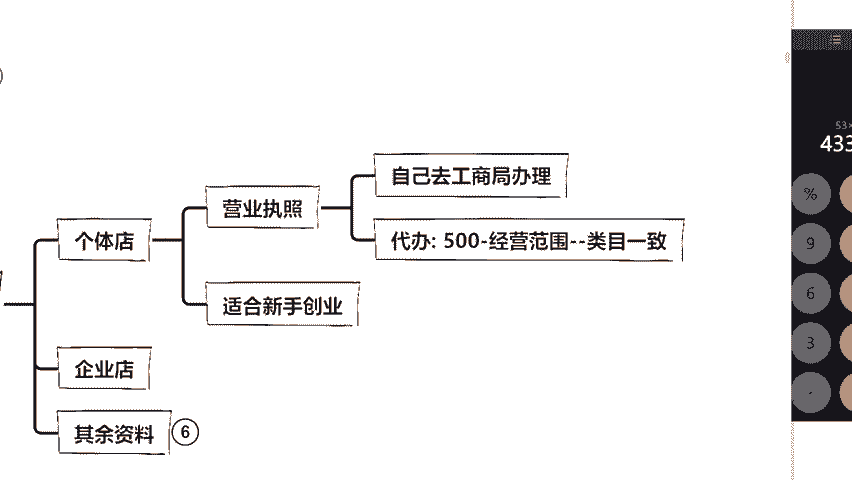 自己去工商局办理
营业执照
个体店
代办: 500-经营范围--类目一致
适合新手创业
企业店
其余资料
6
53×
433
%
9
6
3
.